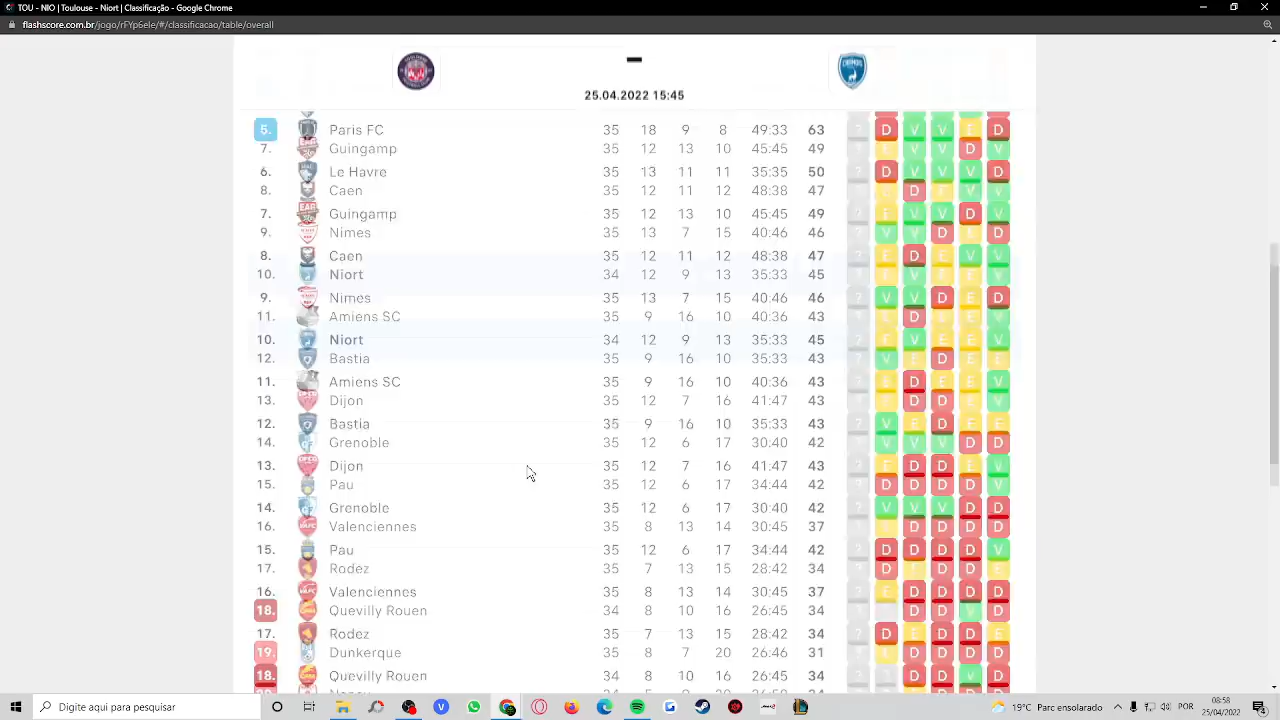 TOU - NIO | Toulouse - Niort | Classificação - Google Chrome
flashscore.com.br/jogo/rFYp6eIe/#/classificacao/table/overall
-
25.04.2022 15:45
5. Paris FC 35 18 9 8 49:33 63 ? D V V E D
7. Guingamp 35 12 13 10 45:45 49 ? E V V D V
6. Le Havre 35 13 11 11 35:35 50 ? D V V V D
8. Caen 35 12 11 12 48:38 47 ? E D E V V
7. Guingamp 35 12 13 10 45:45 49 ? E V V D V
9. Nimes 35 13 7 15 40:46 46 ? V V D E D
8. Caen 35 12 11 12 48:38 47 ? E D E V V
10. Niort 34 12 9 13 35:33 45 ? E V E E V
9. Nimes 35 13 7 15 40:46 46 ? V V D E D
11. Amiens SC 35 9 16 10 40:36 43 ? E D E E V
10. Niort 34 12 9 13 35:33 45 ? E V E E V
12. Bastia 35 9 16 10 35:33 43 ? V E D E E
11. Amiens SC 35 9 16 10 40:36 43 ? E D E E V
13. Dijon 35 12 7 16 41:47 43 ? E D D E V
12. Bastia 35 9 16 10 35:33 43 ? V E D E E
14. Grenoble 35 12 6 17 30:40 42 ? V V V D D
13. Dijon 35 12 7 16 41:47 43 ? E D D E V
15. Pau 35 12 6 17 34:44 42 ? D D D D V
14. Grenoble 35 12 6 17 30:40 42 ? V V V D D
16. Valenciennes 35 8 13 14 30:45 37 ? E D D D D
15. Pau 35 12 6 17 34:44 42 ? D D D D V
17. Rodez 35 7 13 15 28:42 34 ? D E D D E
16. Valenciennes 35 8 13 14 30:45 37 ? E D D D D
18. Quevilly Rouen 34 8 10 16 26:45 34 D D V D
17. Rodez 35 7 13 15 28:42 34 ? D E D D E
19. Dunkerque 35 8 7 20 26:46 31 ? E D D D D
18. Quevilly Rouen 34 8 10 16 26:45 34 ? D D V D
Digite aqui para pesquisar
19°C Parc ensolarado
POR
08:58
25/04/2022